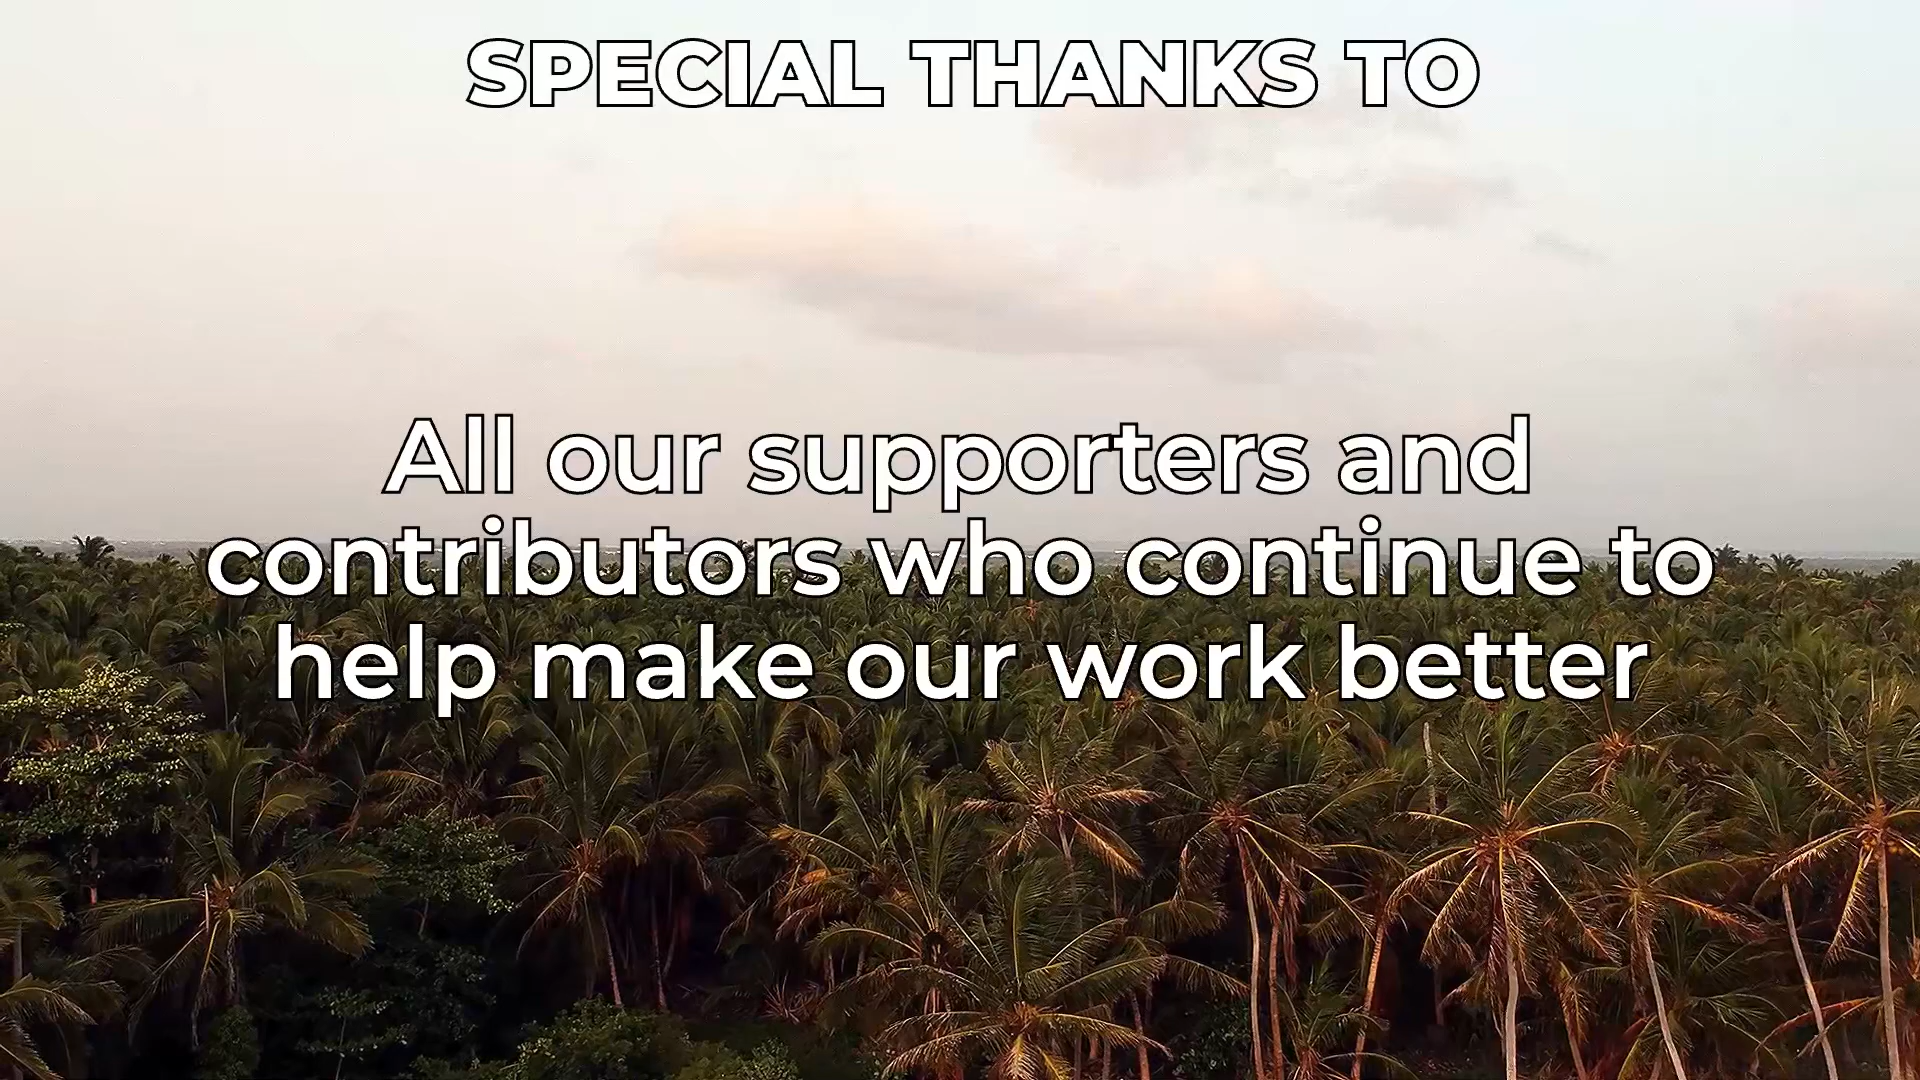 SPECIAL THANKS TO
All our supporters and
contributors who continue to
help make our work better